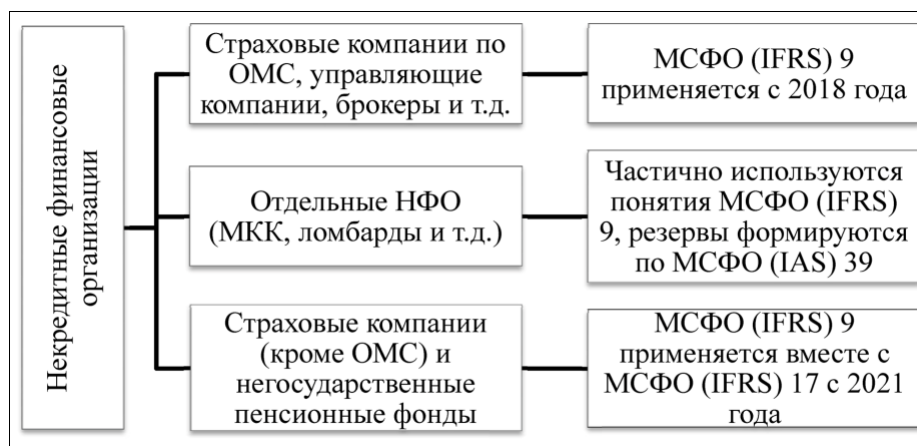 Некредитные финансовые
организации
Страховые компании по
ОМС, управляющие
компании, брокеры и т.д.
МСФО (IFRS) 9
применяется с 2018 года
Отдельные НФО
(МКК, ломбарды и т.д.)
Частично используются
понятия МСФО (IFRS)
9, резервы формируются
по МСФО (IAS) 39
Страховые компании
(кроме ОМС) и
негосударственные
пенсионные фонды
МСФО (IFRS) 9
применяется вместе с
МСФО (IFRS) 17 с 2021
года